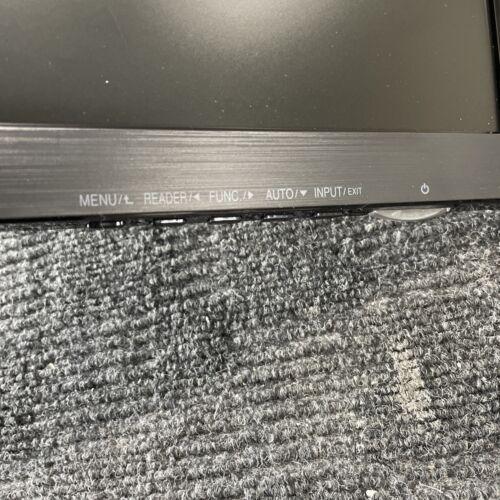 MENU/⮤ READER/◄ FUNC./► AUTO/▼ INPUT/EXIT ⏻